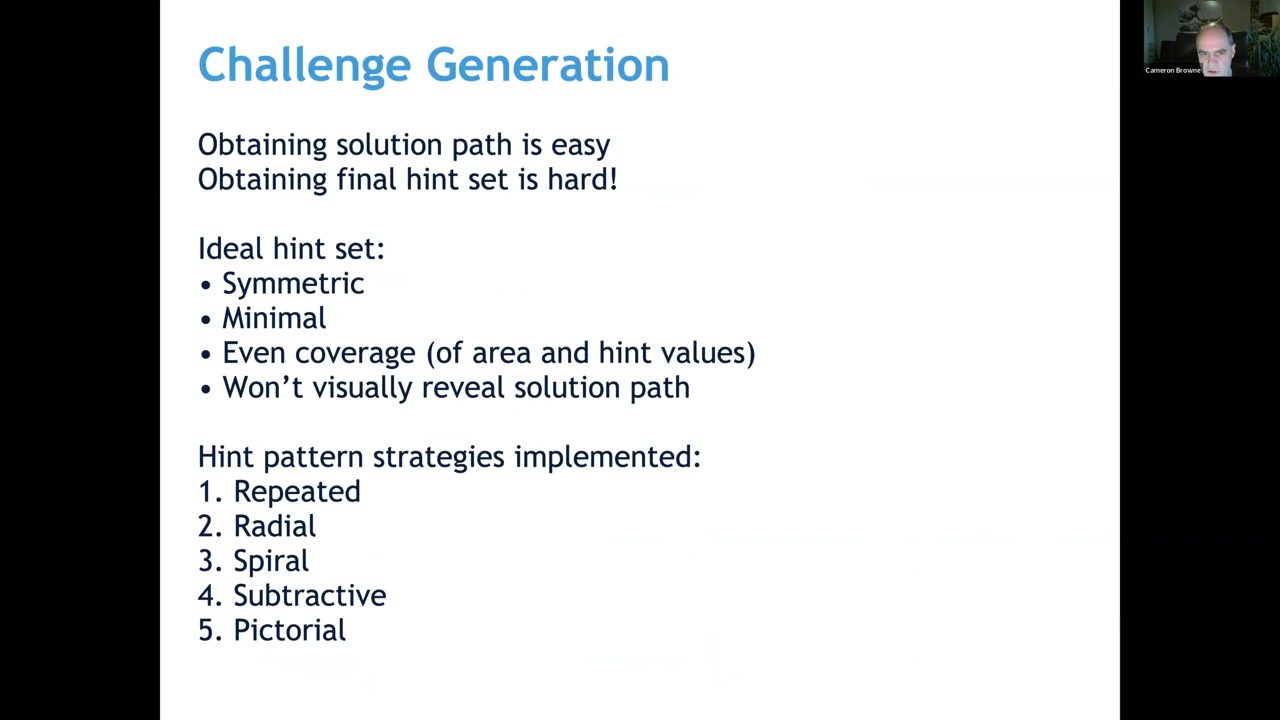 Challenge Generation
Cameron Browne
Obtaining solution path is easy
Obtaining final hint set is hard!
Ideal hint set:
• Symmetric
• Minimal
• Even coverage (of area and hint values)
• Won’t visually reveal solution path
Hint pattern strategies implemented:
1. Repeated
2. Radial
3. Spiral
4. Subtractive
5. Pictorial